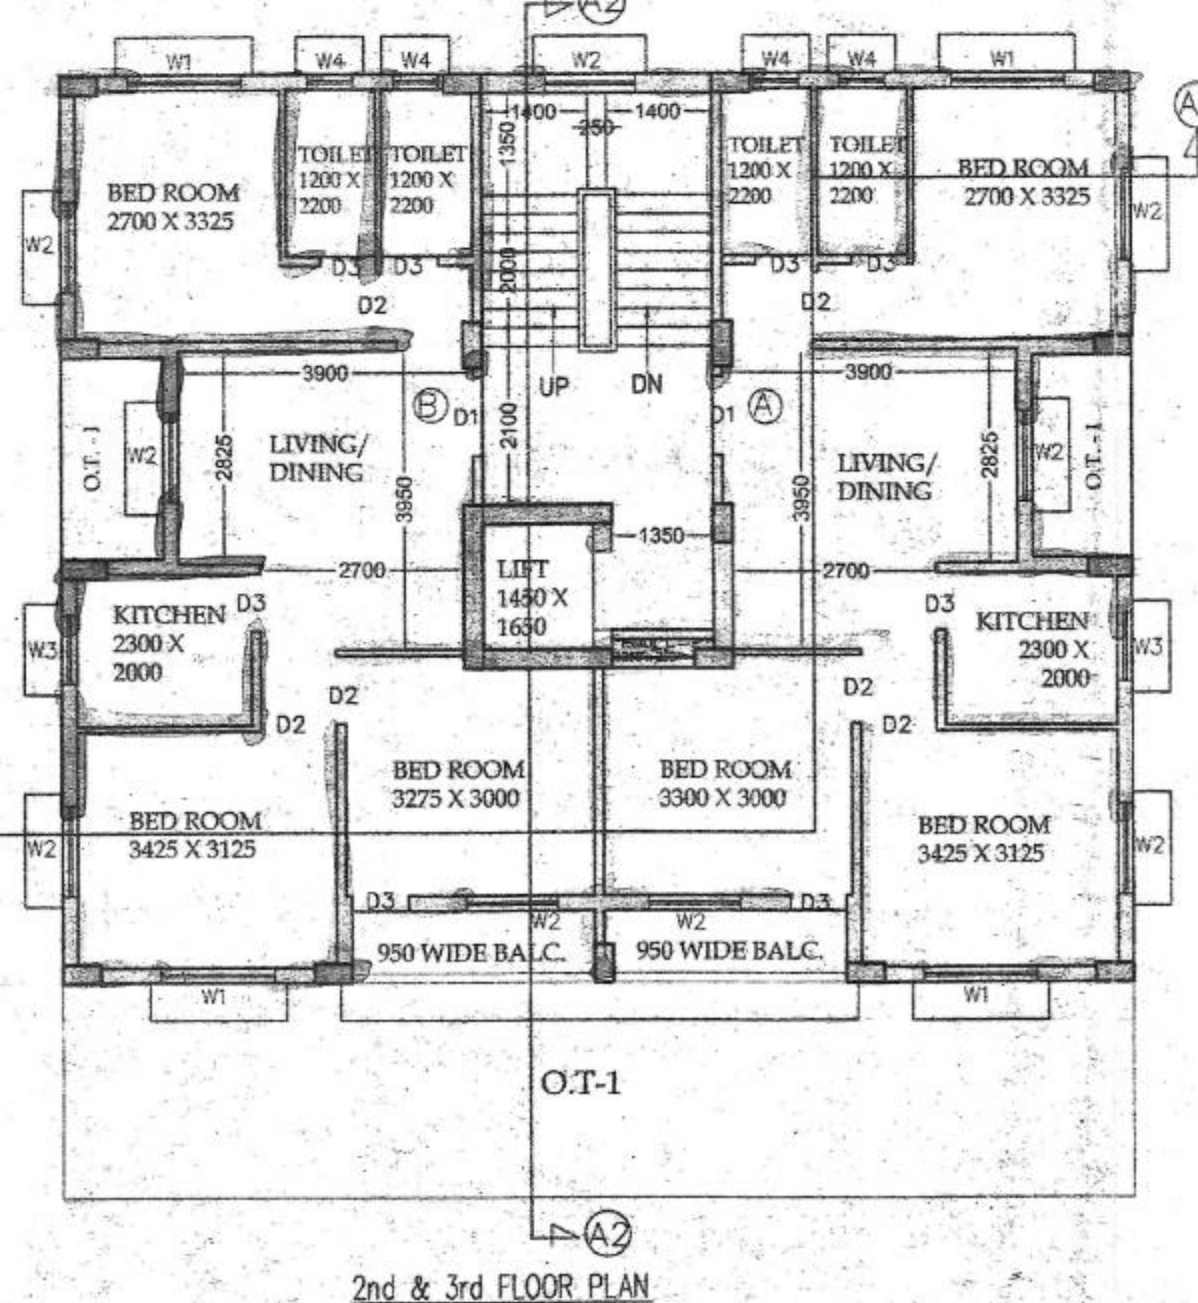 A2
W1
W4
W4
W2
W4
W4
W1
A
1400
250
1400
1350
TOILET
1200 X
2200
TOILET
1200 X
2200
TOILET
1200 X
2200
TOILET
1200 X
2200
BED ROOM
2700 X 3325
BED ROOM
2700 X 3325
W2
W2
D3
D3
D3
D3
2000
D2
D2
3900
UP
DN
3900
B
D1
D1
A
O.T.-1
W2
2825
LIVING/
DINING
3950
2100
3950
LIVING/
DINING
2825
W2
O.T.-1
1350
2700
LIFT
1450 X
1650
2700
KITCHEN
2300 X
2000
D3
D3
KITCHEN
2300 X
2000
W3
W3
D2
D2
D2
D2
BED ROOM
3275 X 3000
BED ROOM
3300 X 3000
BED ROOM
3425 X 3125
BED ROOM
3425 X 3125
W2
W2
D3
D3
W2
W2
950 WIDE BALC.
950 WIDE BALC.
W1
W1
O.T-1
A2
2nd & 3rd FLOOR PLAN